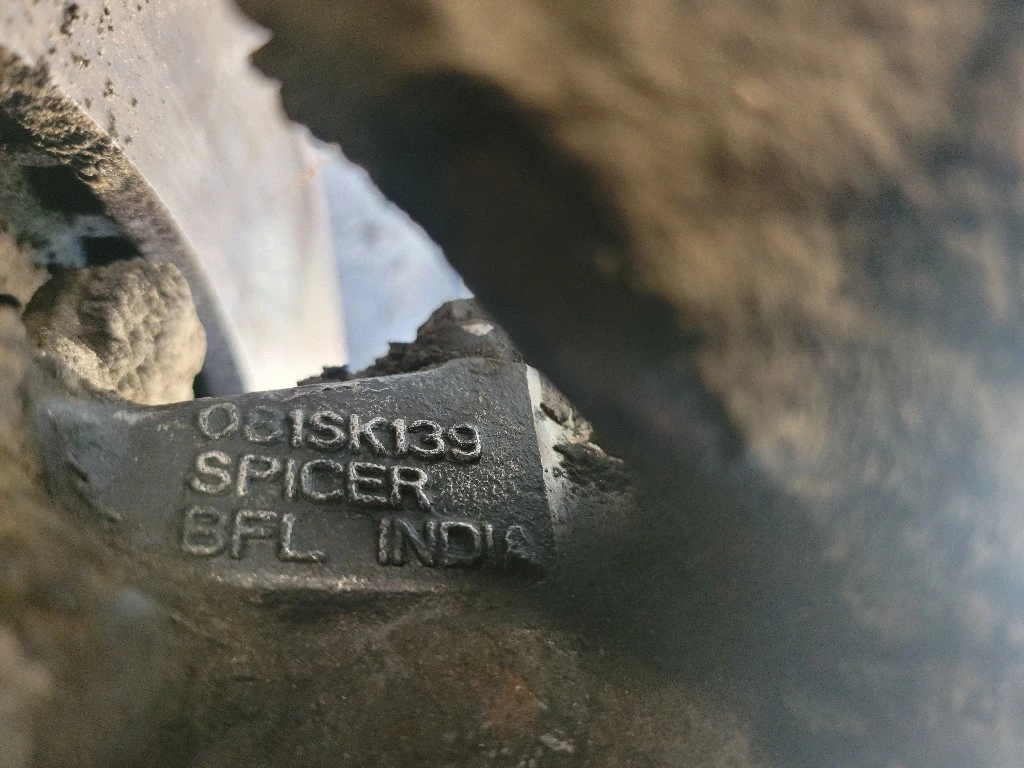 081SK139
SPICER
BFL INDIA